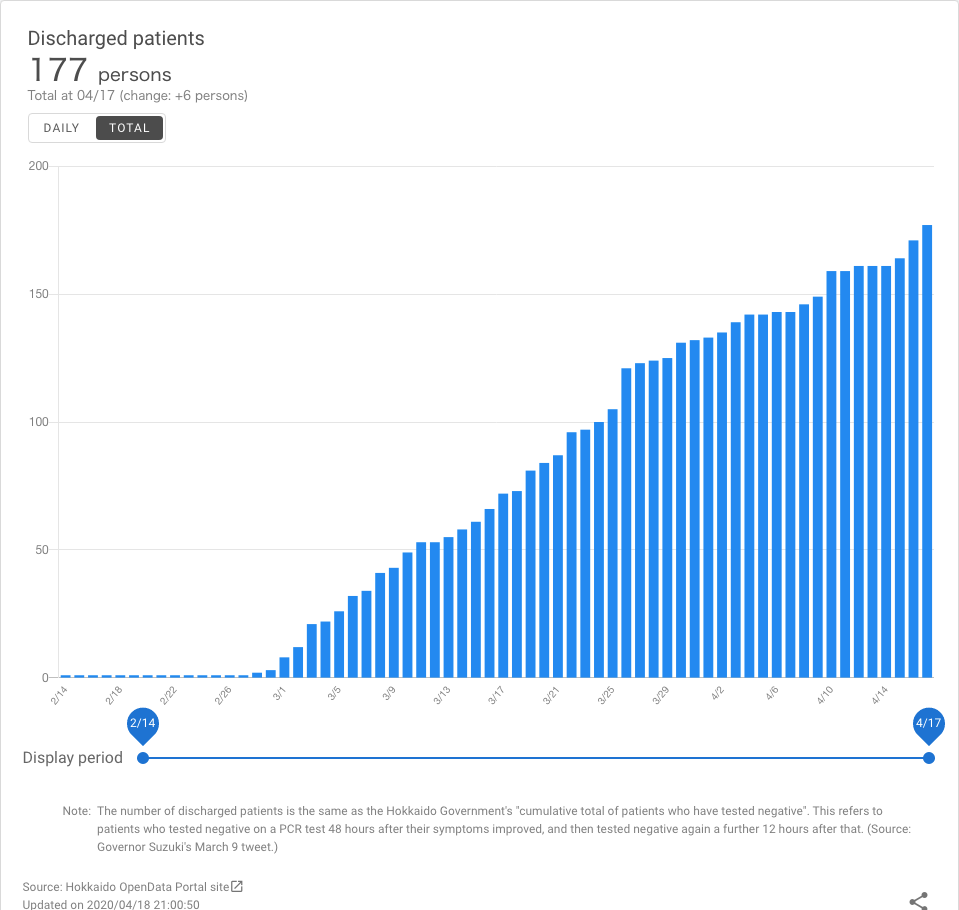 Discharged patients
177 persons
Total at 04/17 (change: +6 persons)
DAILY TOTAL
200
150
100
50
0
2/14 2/18 2/22 2/26 3/1 3/5 3/9 3/13 3/17 3/21 3/25 3/29 4/2 4/6 4/10 4/14
2/14 4/17
Display period
Note: The number of discharged patients is the same as the Hokkaido Government's "cumulative total of patients who have tested negative". This refers to
patients who tested negative on a PCR test 48 hours after their symptoms improved, and then tested negative again a further 12 hours after that. (Source:
Governor Suzuki's March 9 tweet.)
Source: Hokkaido OpenData Portal site
Updated on 2020/04/18 21:00:50